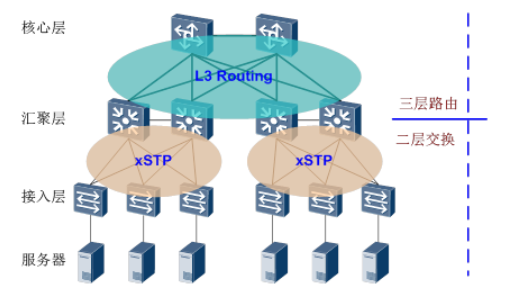 核心层
L3 Routing
三层路由
汇聚层
二层交换
xSTP
xSTP
接入层
服务器